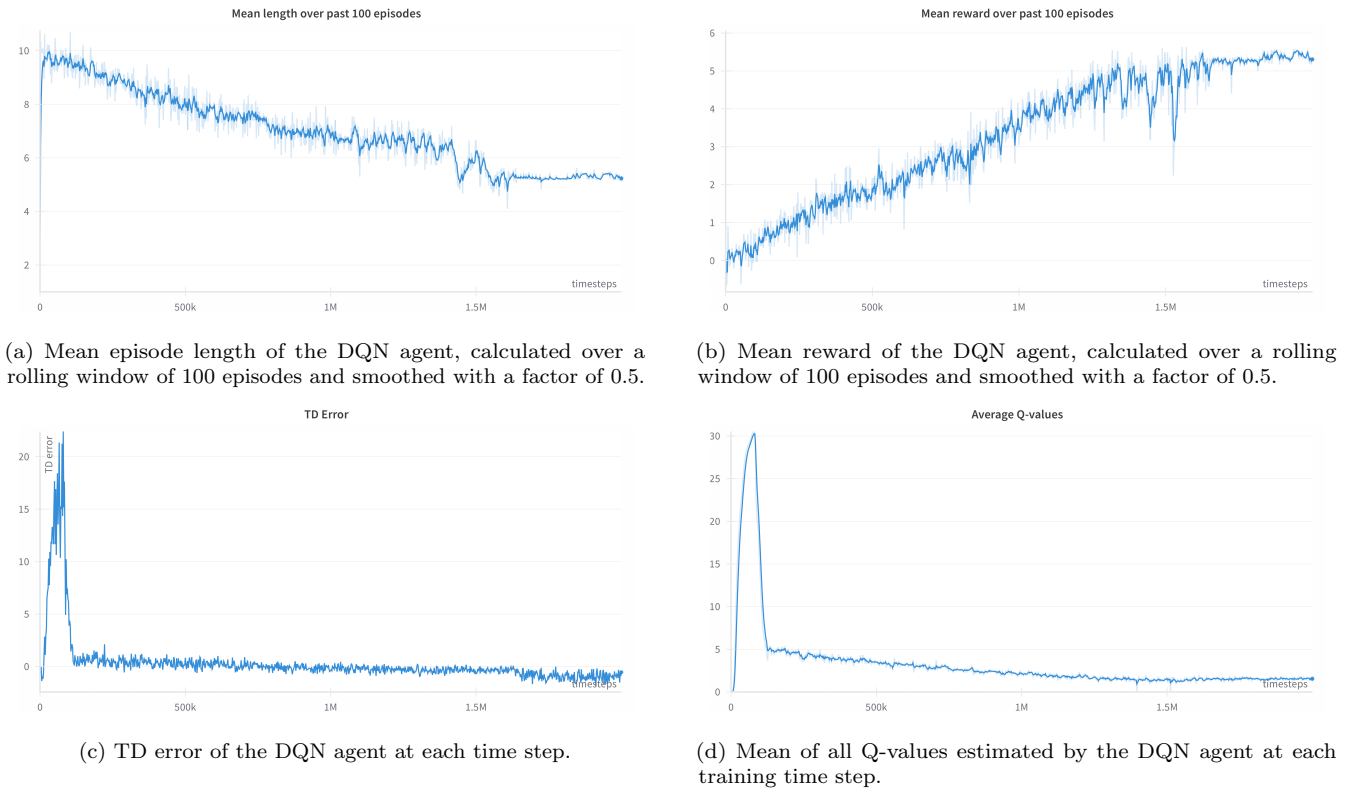 Mean length over past 100 episodes
10
8
6
4
2
timesteps
0
500k
1M
1.5M
(a) Mean episode length of the DQN agent, calculated over a
rolling window of 100 episodes and smoothed with a factor of 0.5.
Mean reward over past 100 episodes
6
5
4
3
2
1
0
timesteps
0
500k
1M
1.5M
(b) Mean reward of the DQN agent, calculated over a rolling
window of 100 episodes and smoothed with a factor of 0.5.
TD Error
TD error
20
15
10
5
0
timesteps
0
500k
1M
1.5M
(c) TD error of the DQN agent at each time step.
Average Q-values
30
25
20
15
10
5
0
timesteps
0
500k
1M
1.5M
(d) Mean of all Q-values estimated by the DQN agent at each
training time step.